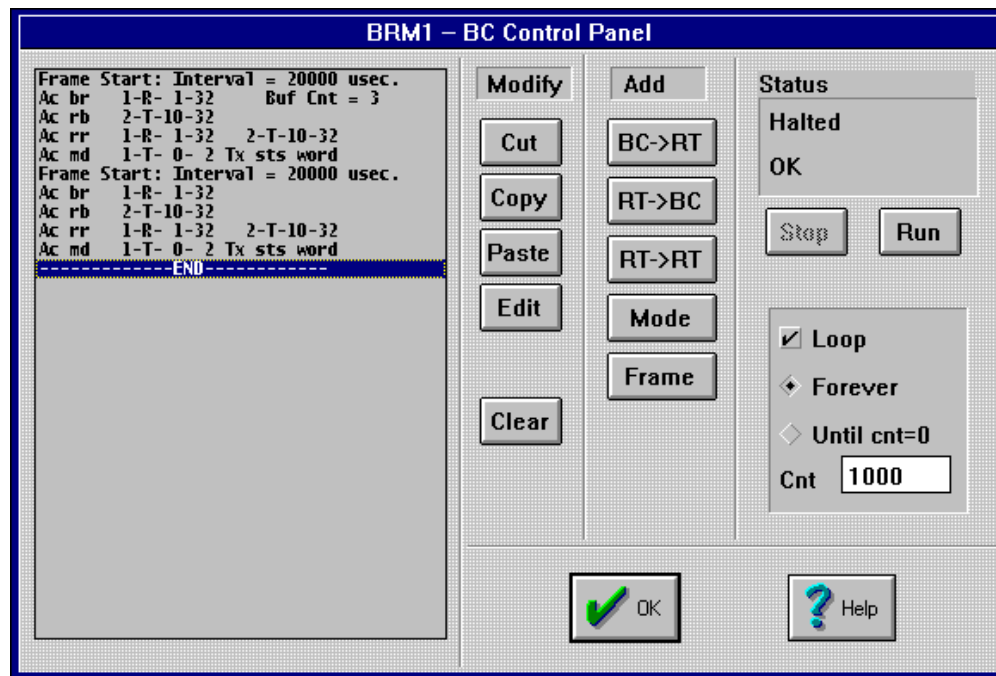 BRM1 – BC Control Panel
Frame Start: Interval = 20000 usec.
Ac br 1-R- 1-32 Buf Cnt = 3
Ac rb 2-T-10-32
Ac rr 1-R- 1-32 2-T-10-32
Ac md 1-T- 0- 2 Tx sts word
Frame Start: Interval = 20000 usec.
Ac br 1-R- 1-32
Ac rb 2-T-10-32
Ac rr 1-R- 1-32 2-T-10-32
Ac md 1-T- 0- 2 Tx sts word
-------------END------------
Modify
Cut
Copy
Paste
Edit
Clear
Add
BC->RT
RT->BC
RT->RT
Mode
Frame
Status
Halted
OK
Stop Run
Loop
Forever
Until cnt=0
Cnt 1000
OK
Help